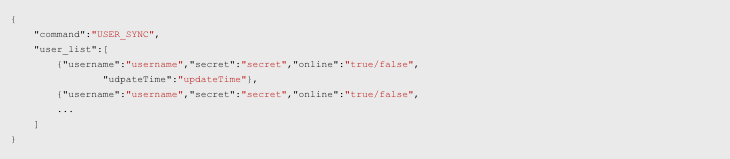 {
"command":"USER_SYNC",
"user_list":[
{"username":"username","secret":"secret","online":"true/false",
"udpateTime":"updateTime"},
{"username":"username","secret":"secret","online":"true/false",
...
]
}